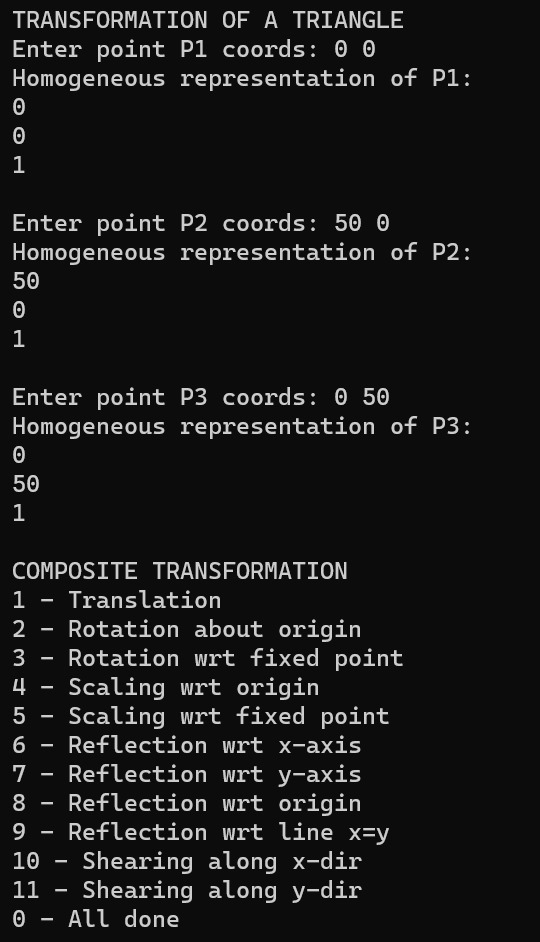 TRANSFORMATION OF A TRIANGLE
Enter point P1 coords: 0 0
Homogeneous representation of P1:
0
0
1
Enter point P2 coords: 50 0
Homogeneous representation of P2:
50
0
1
Enter point P3 coords: 0 50
Homogeneous representation of P3:
0
50
1
COMPOSITE TRANSFORMATION
1 - Translation
2 - Rotation about origin
3 - Rotation wrt fixed point
4 - Scaling wrt origin
5 - Scaling wrt fixed point
6 - Reflection wrt x-axis
7 - Reflection wrt y-axis
8 - Reflection wrt origin
9 - Reflection wrt line x=y
10 - Shearing along x-dir
11 - Shearing along y-dir
0 - All done